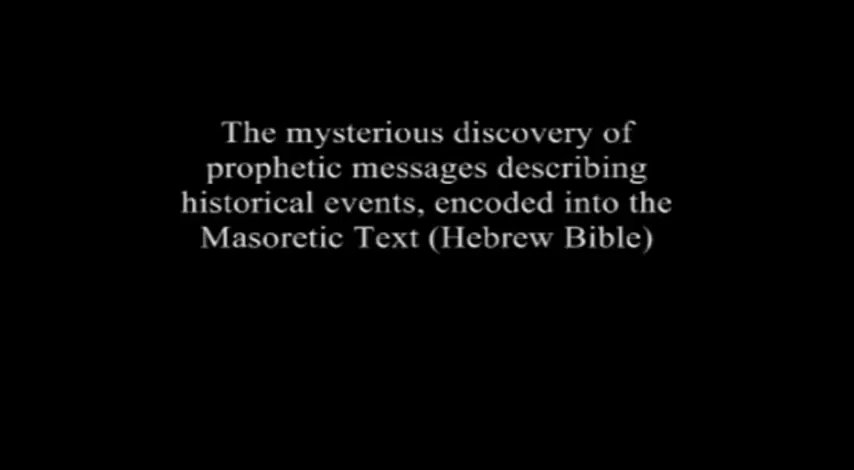 The mysterious discovery of
prophetic messages describing
historical events, encoded into the
Masoretic Text (Hebrew Bible)